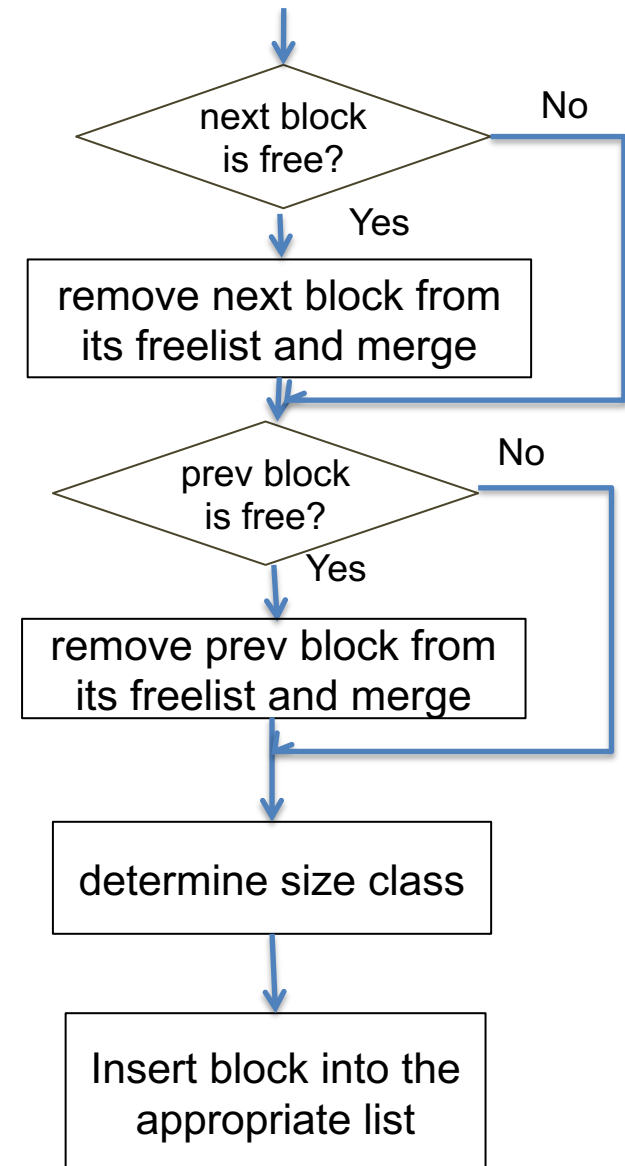 next block
is free?
No
Yes
remove next block from
its freelist and merge
prev block
is free?
No
Yes
remove prev block from
its freelist and merge
determine size class
Insert block into the
appropriate list